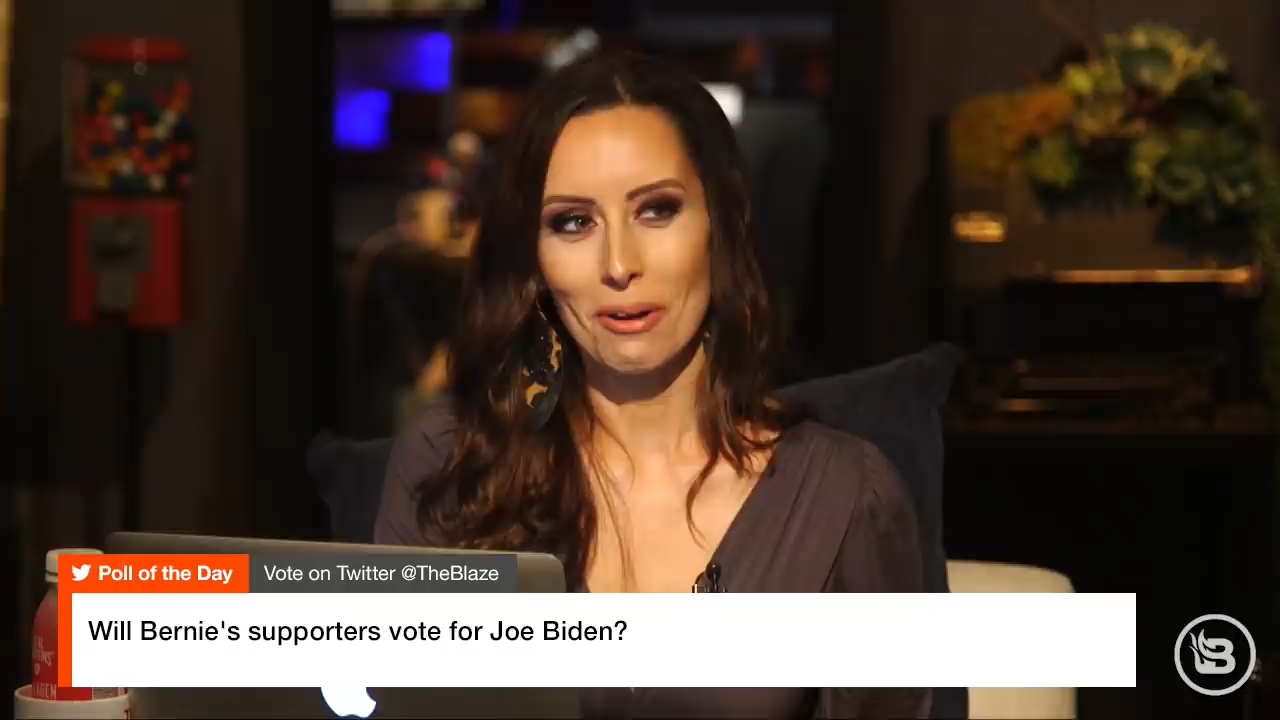 Poll of the Day
Vote on Twitter @TheBlaze
Will Bernie's supporters vote for Joe Biden?
B